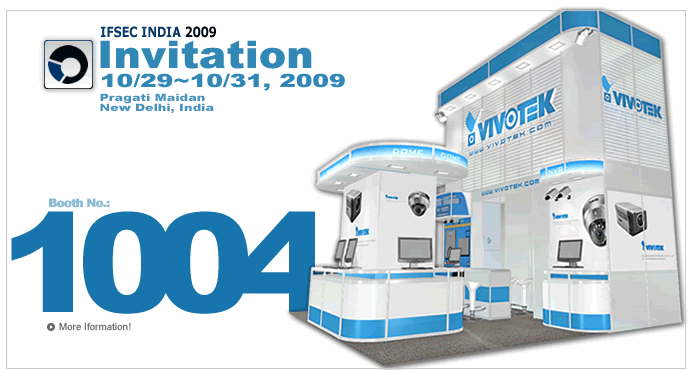 IFSEC INDIA 2009
Invitation
10/29~10/31, 2009
Pragati Maidan
New Delhi, India
Booth No.:
1004
More Iformation!
VIVOTEK
www.vivotek.com
VIVOTEK
DOME
DOME
www.vivotek.com
NVR
VIVOTEK
VIVOTEK